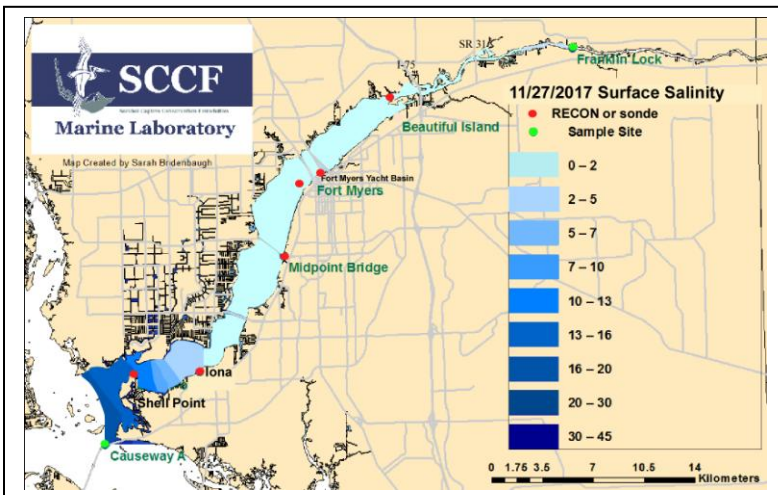 SCCF
Marine Laboratory
Map Created by Sarah Bridenbaugh
SR 31
I-75
Franklin Lock
Beautiful Island
Fort Myers Yacht Basin
Fort Myers
Midpoint Bridge
Iona
Shell Point
Causeway A
11/27/2017 Surface Salinity
RECON or sonde
Sample Site
0 – 2
2 – 5
5 – 7
7 – 10
10 – 13
13 – 16
16 – 20
20 – 30
30 – 45
0 1.75 3.5 7 10.5 14
Kilometers